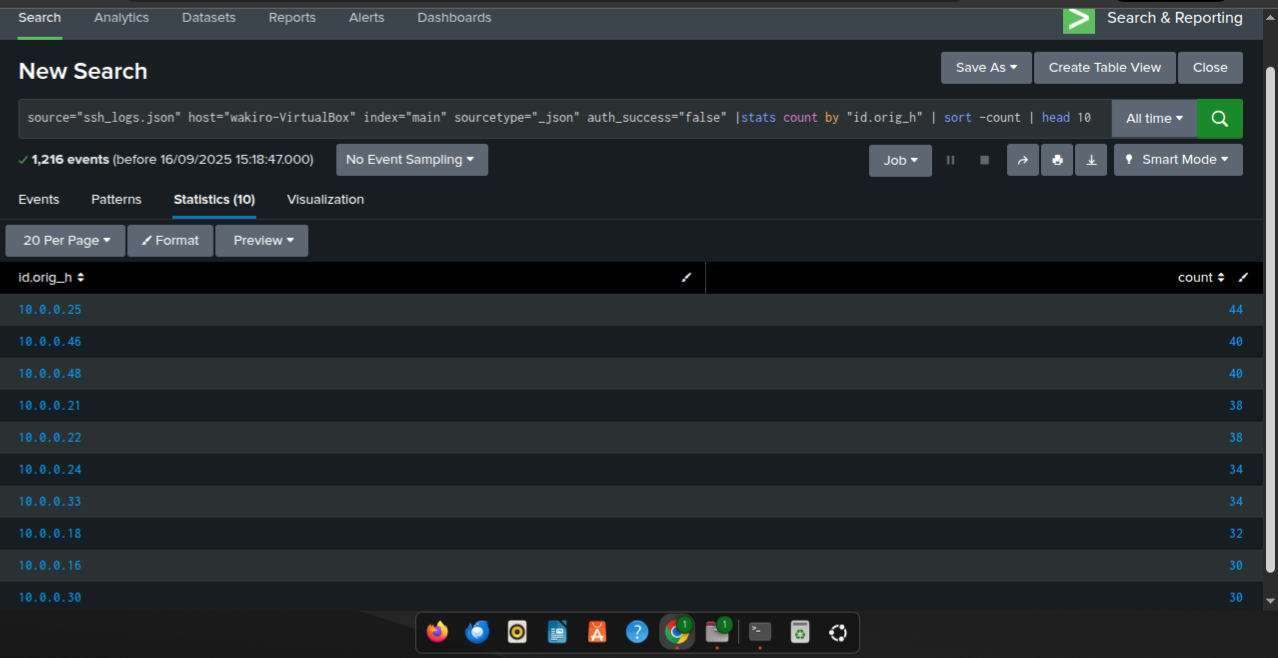 Search Analytics Datasets Reports Alerts Dashboards > Search & Reporting
New Search Save As Create Table View Close
source="ssh_logs.json" host="wakiro-VirtualBox" index="main" sourcetype="_json" auth_success="false" |stats count by "id.orig_h" | sort -count | head 10 All time
1,216 events (before 16/09/2025 15:18:47.000) No Event Sampling Job Smart Mode
Events Patterns Statistics (10) Visualization
20 Per Page Format Preview
id.orig_h count
10.0.0.25 44
10.0.0.46 40
10.0.0.48 40
10.0.0.21 38
10.0.0.22 38
10.0.0.24 34
10.0.0.33 34
10.0.0.18 32
10.0.0.16 30
10.0.0.30 30
1 1